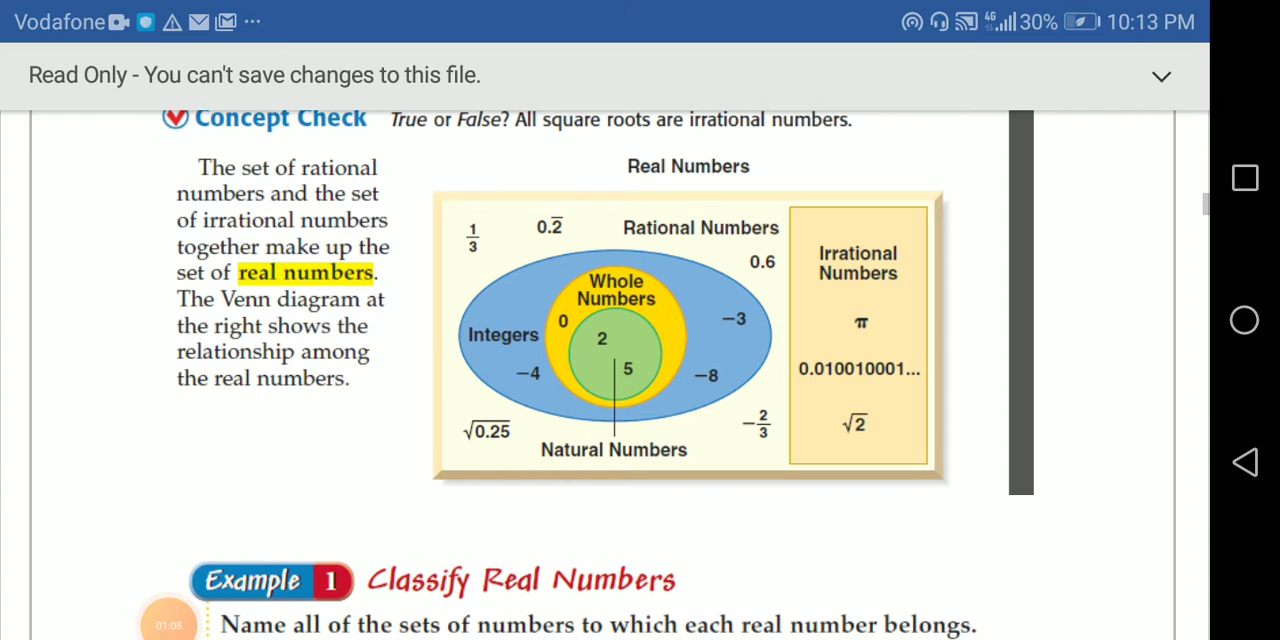 Vodafone 4G 30% 10:13 PM
Read Only - You can't save changes to this file.
Concept Check True or False? All square roots are irrational numbers.
The set of rational
numbers and the set
of irrational numbers
together make up the
set of real numbers.
The Venn diagram at
the right shows the
relationship among
the real numbers.
Real Numbers
1/3 0.2̅ Rational Numbers
0.6
Whole
Numbers
0
Integers
2
−3
−4
5
−8
√0.25
−2/3
Natural Numbers
Irrational
Numbers
π
0.010010001...
√2
Example 1 Classify Real Numbers
01:08
Name all of the sets of numbers to which each real number belongs.